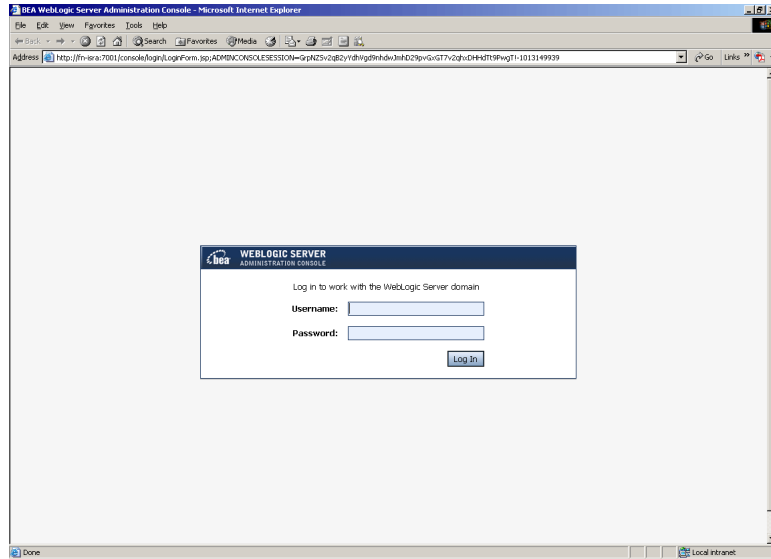 BEA WebLogic Server Administration Console - Microsoft Internet Explorer
File Edit View Favorites Tools Help
Back Search Favorites Media
Address http://fn-isra:7001/console/login/LoginForm.jsp;ADMINCONSOLESESSION=GrpNZSv2qB2yYdhVgd9nhdwJmhD29pvGxGT7v2qhxDHHdTt9PwgT!-1013149939 Go Links »
bea WEBLOGIC SERVER
ADMINISTRATION CONSOLE
Log in to work with the WebLogic Server domain
Username:
Password:
Log In
Done Local intranet